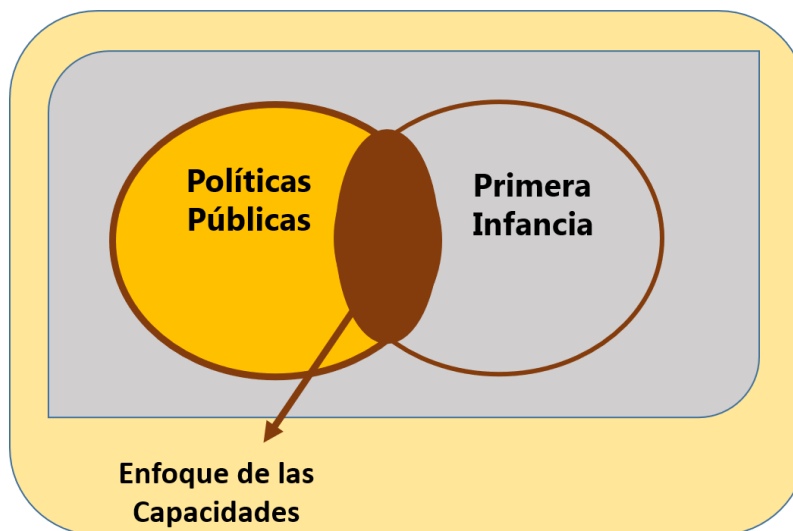 Políticas
Públicas
Primera
Infancia
Enfoque de las
Capacidades